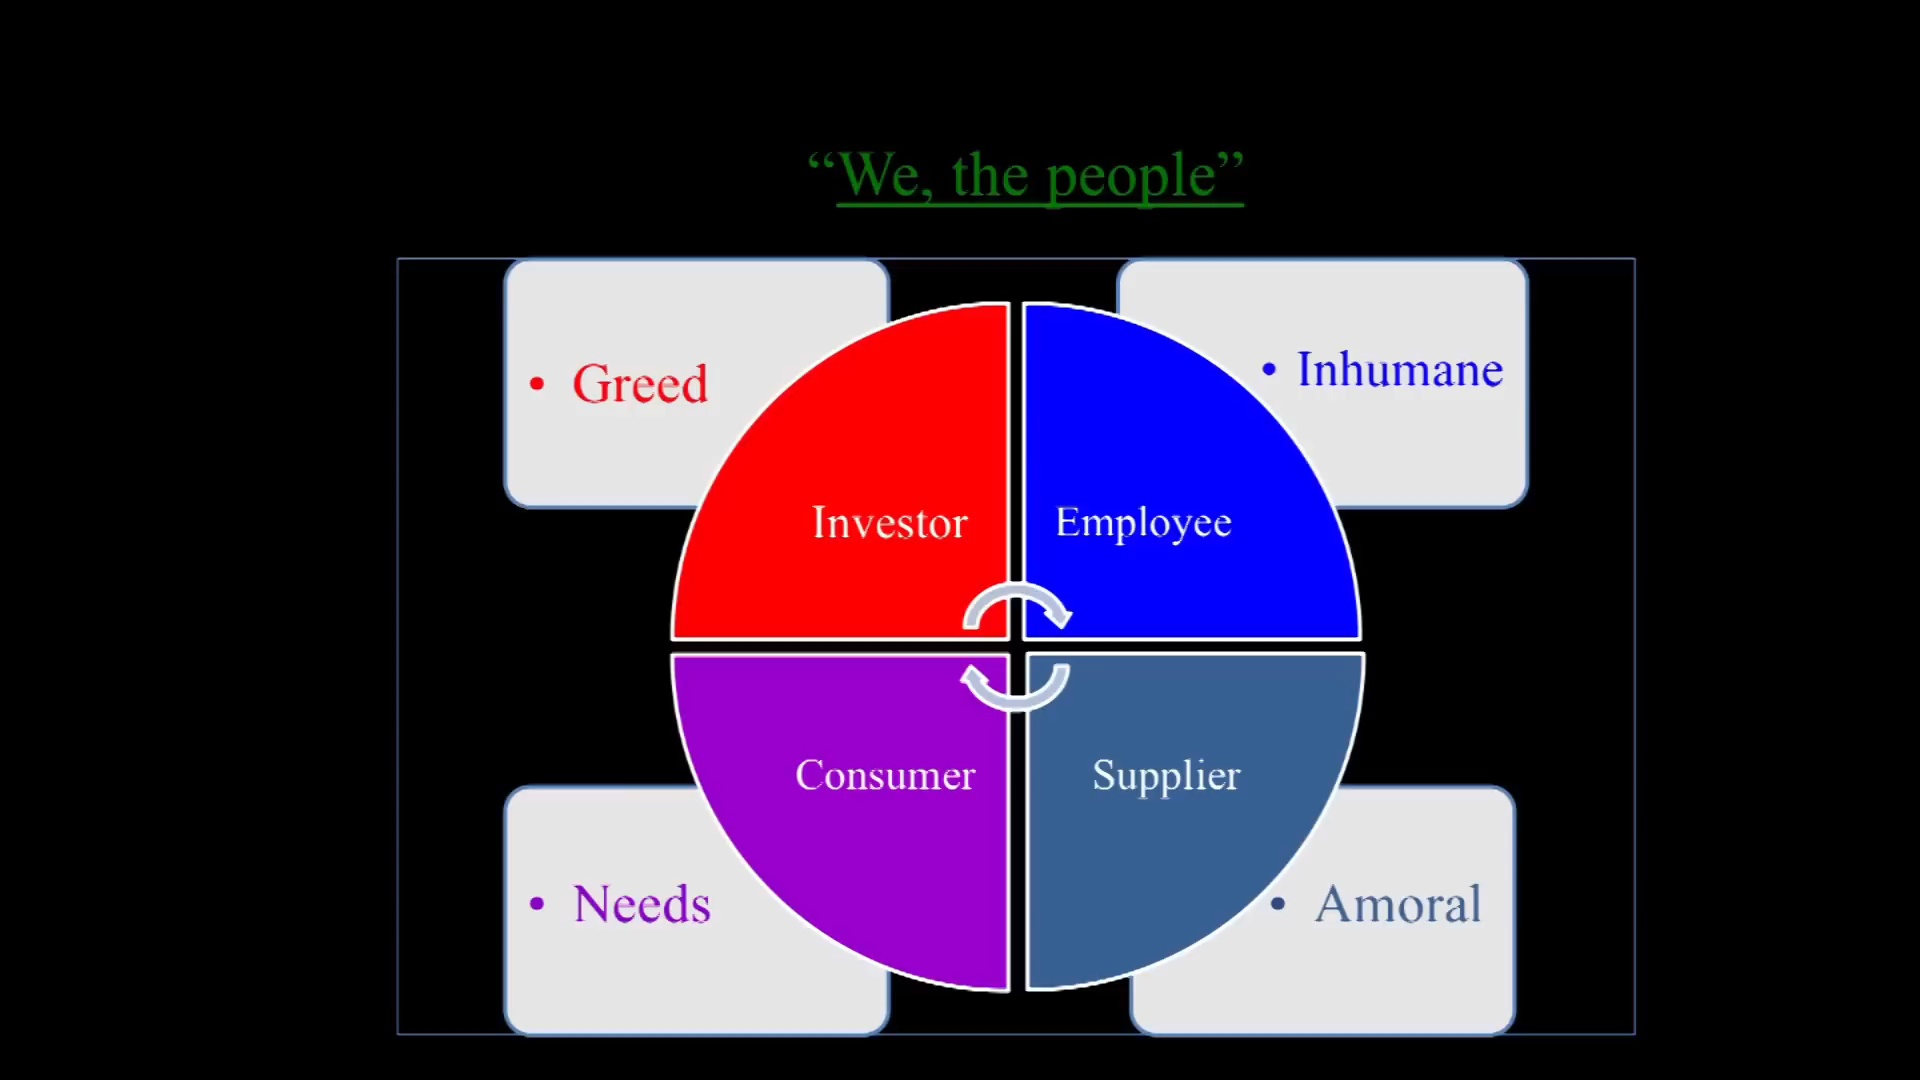 “We, the people”
• Greed
• Inhumane
Investor
Employee
Consumer
Supplier
• Needs
• Amoral